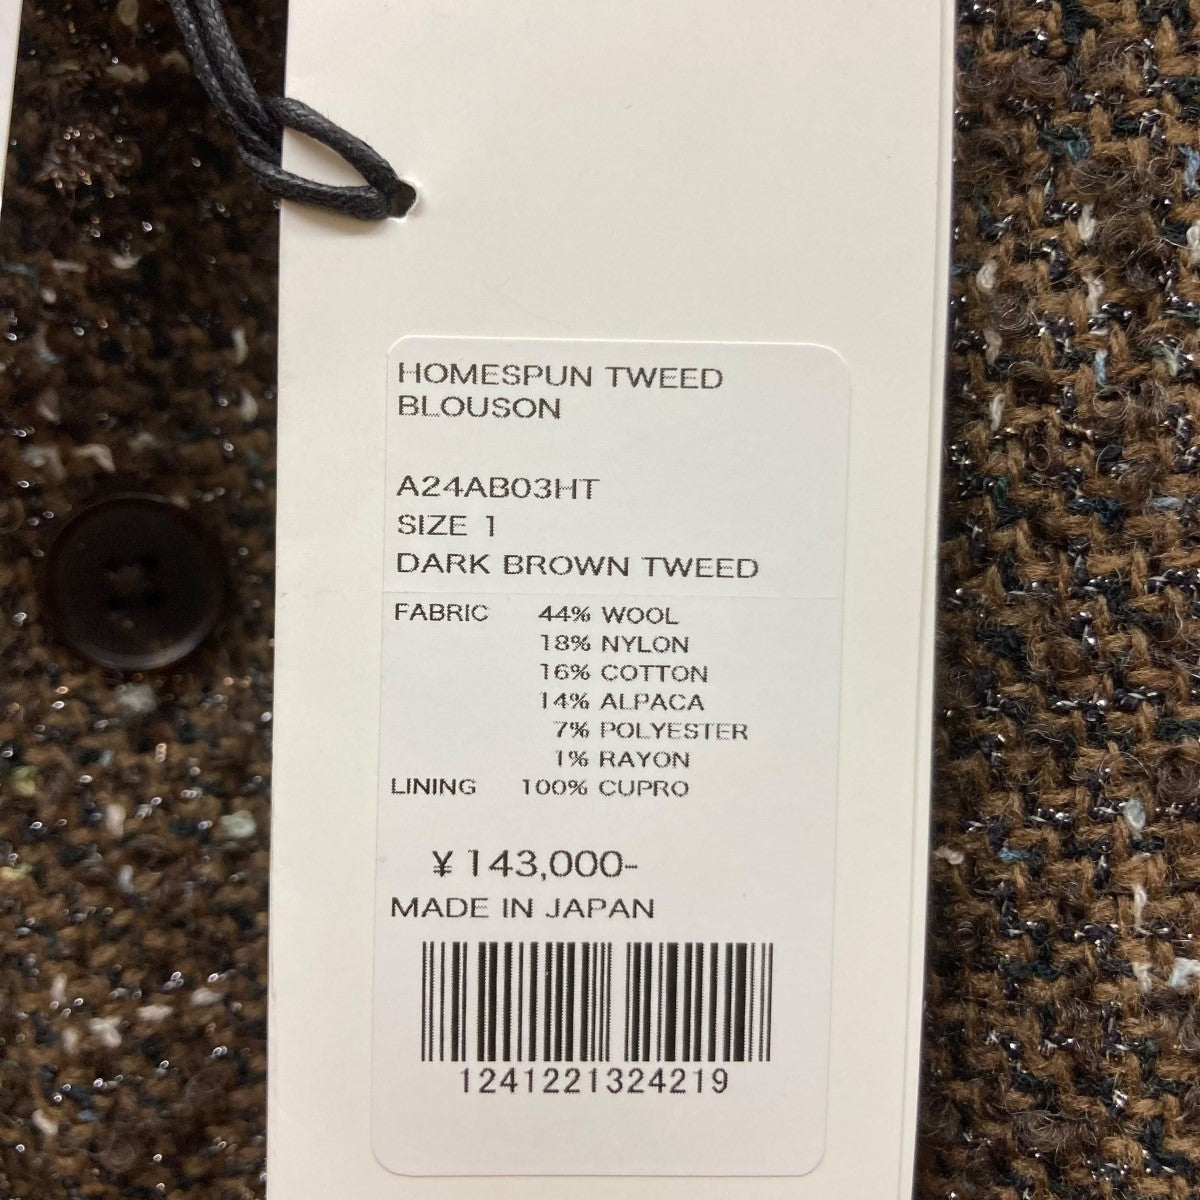 HOMESPUN TWEED
BLOUSON
A24AB03HT
SIZE 1
DARK BROWN TWEED
FABRIC 44% WOOL
18% NYLON
16% COTTON
14% ALPACA
7% POLYESTER
1% RAYON
LINING 100% CUPRO
¥ 143,000-
MADE IN JAPAN
1241221324219